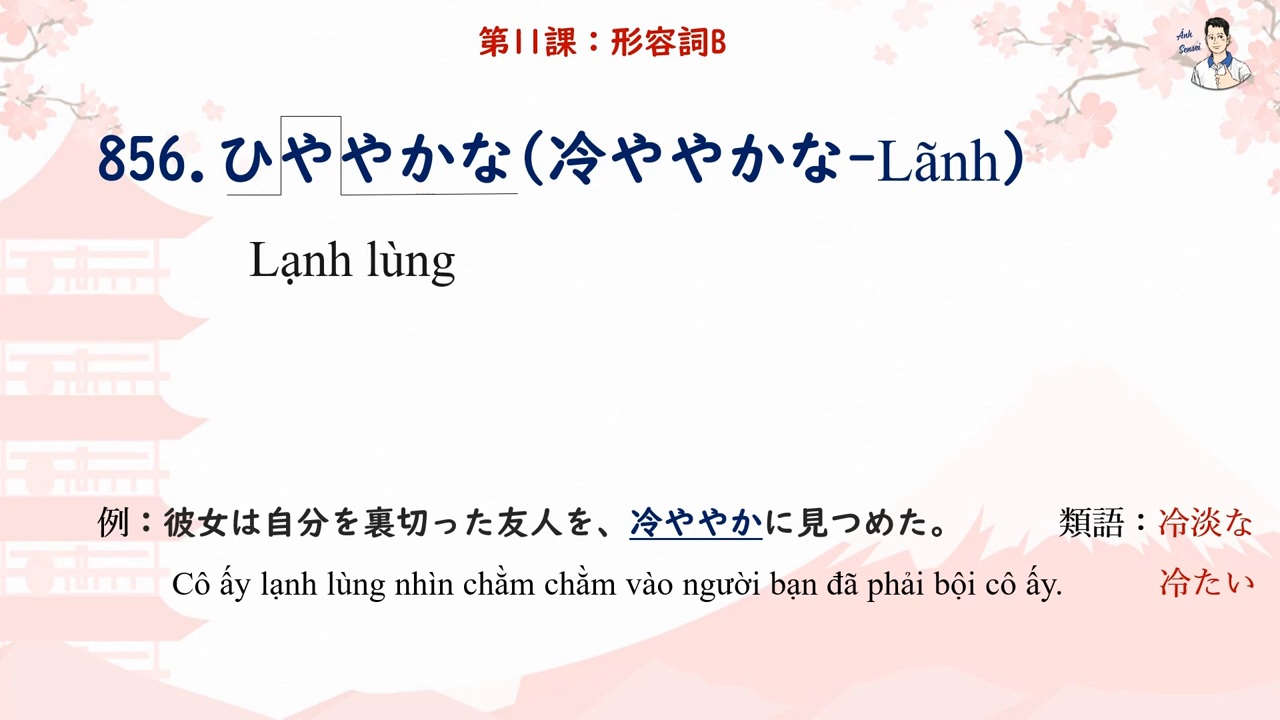 第11課：形容詞B
Anh
Sensei
856.ひややかな(冷ややかな-Lãnh)
Lạnh lùng
例：彼女は自分を裏切った友人を、冷ややかに見つめた。
類語：冷淡な
Cô ấy lạnh lùng nhìn chằm chằm vào người bạn đã phải bội cô ấy.
冷たい